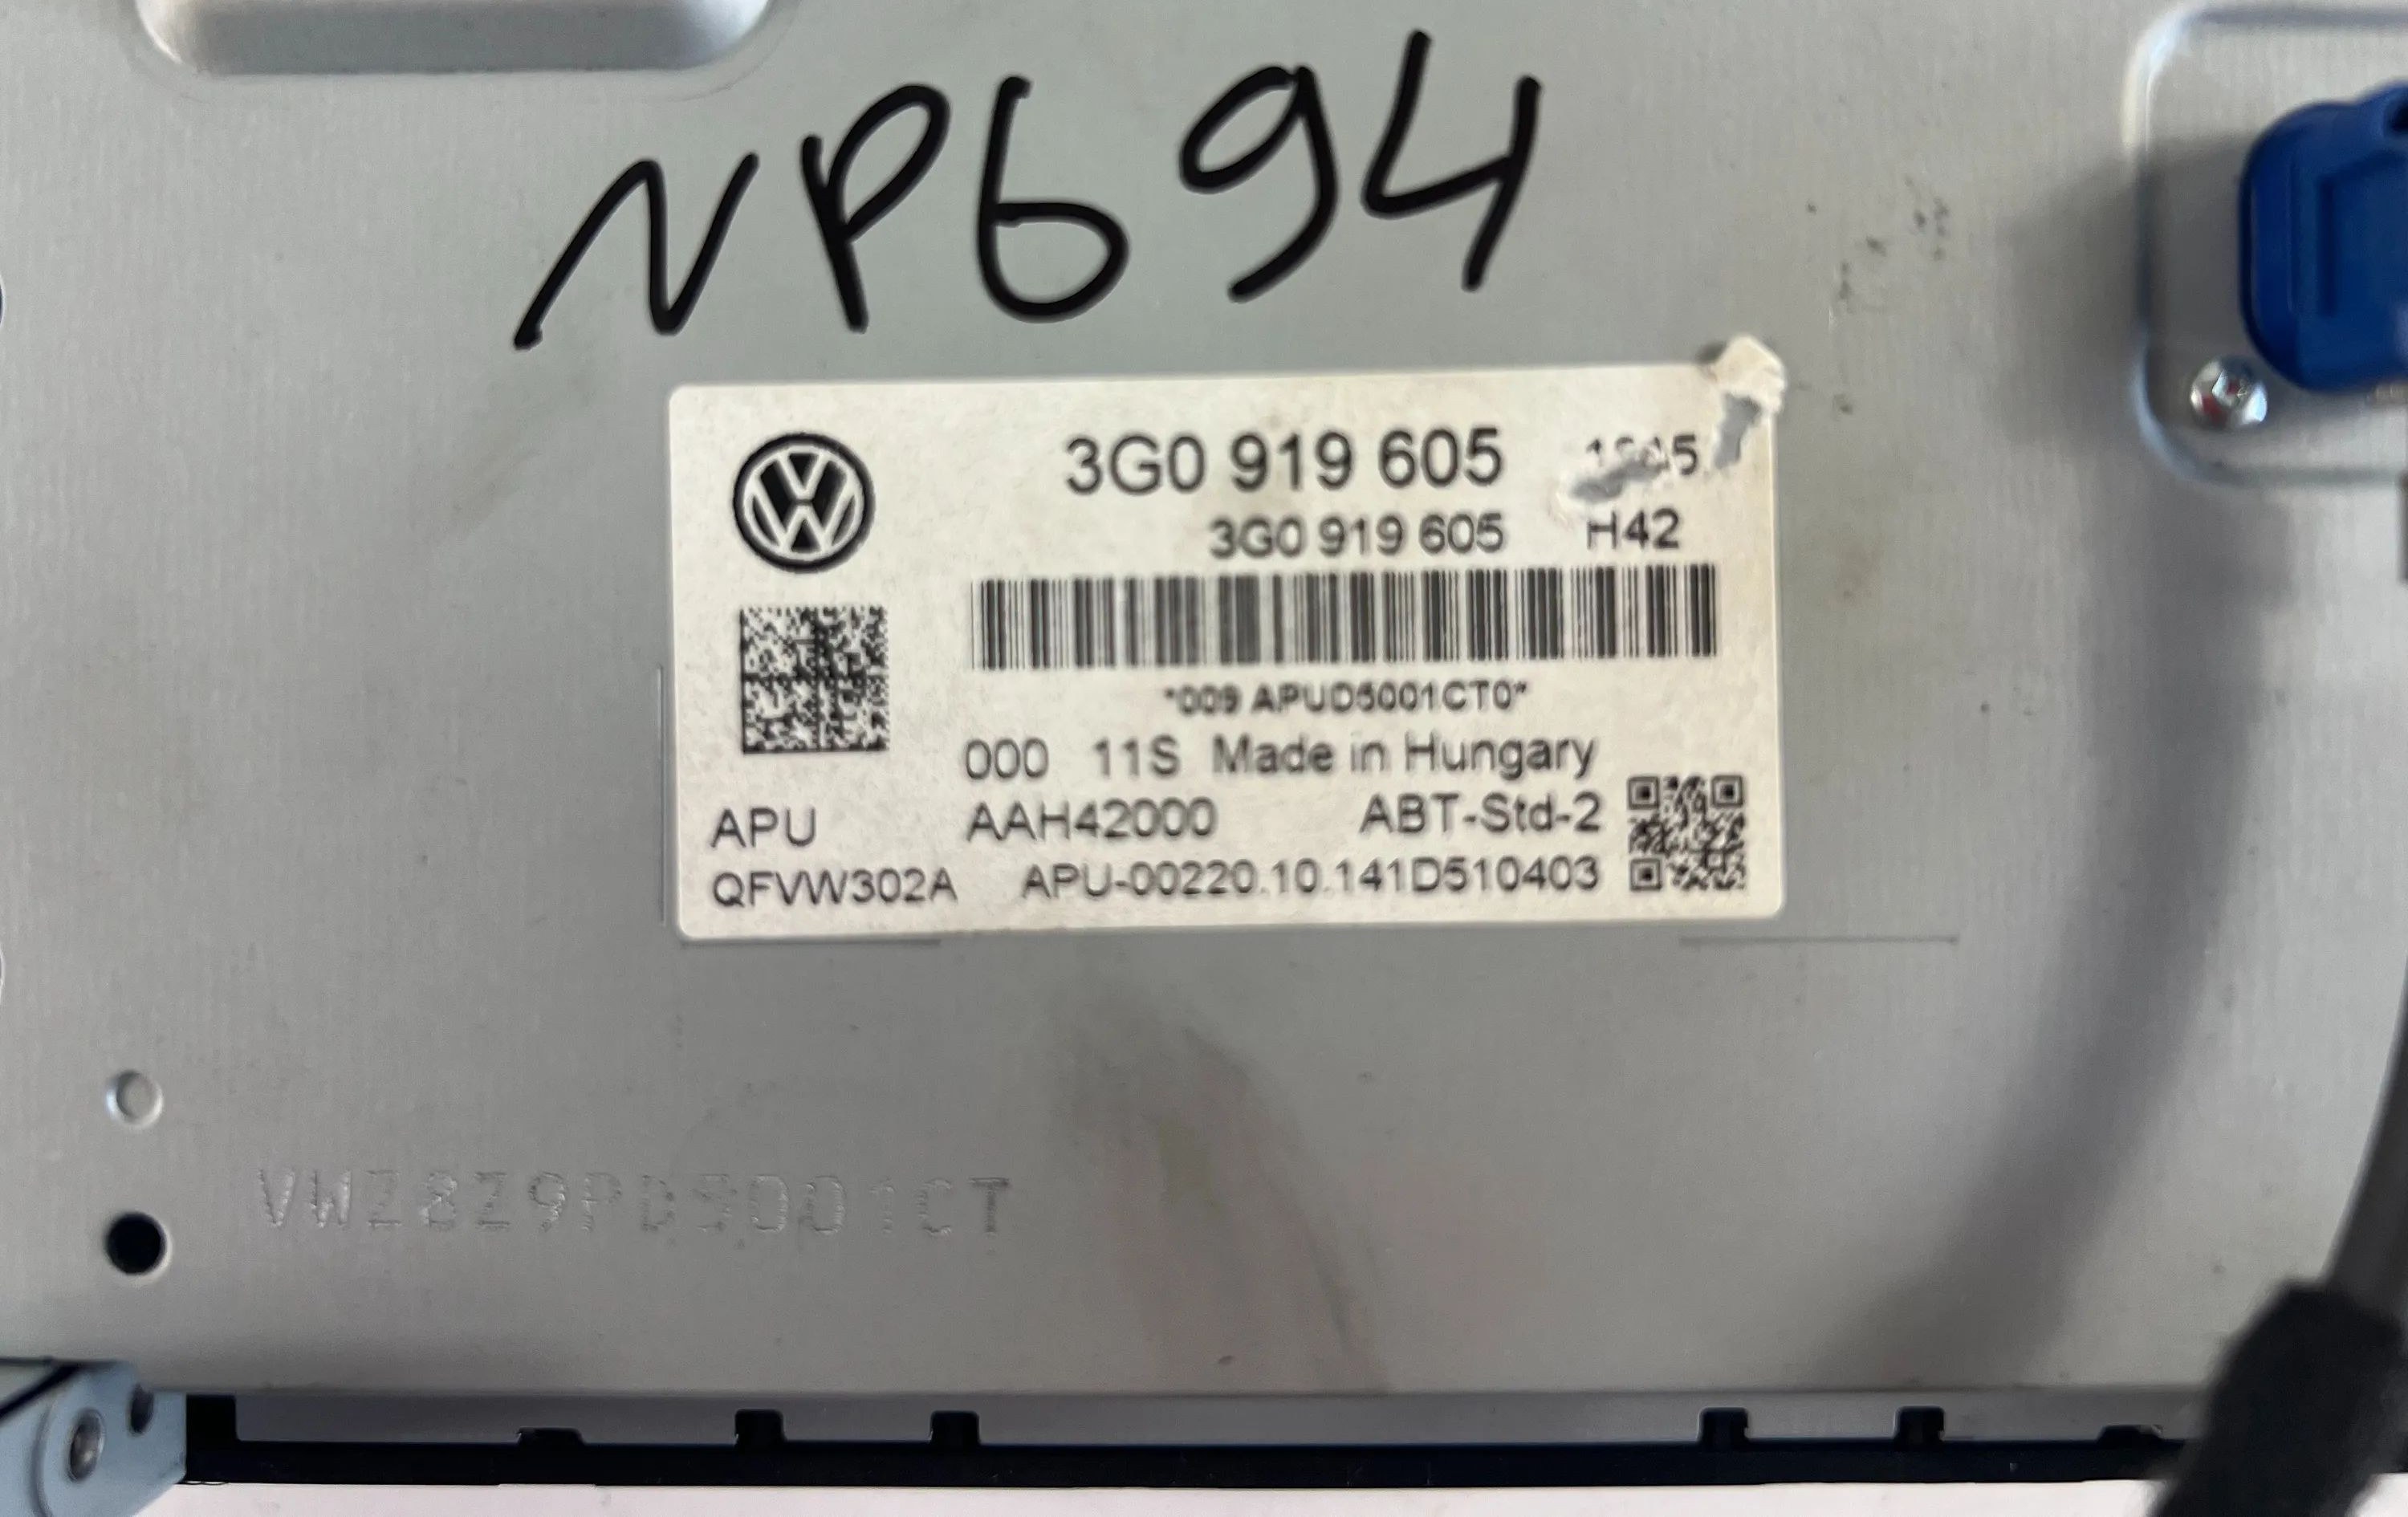 NP694
3G0 919 605
3G0 919 605 H42
*009 APUD5001CT0*
000 11S Made in Hungary
APU AAH42000 ABT-Std-2
QFVW302A APU-00220.10.141D510403
VWZ8Z9PD5001CT